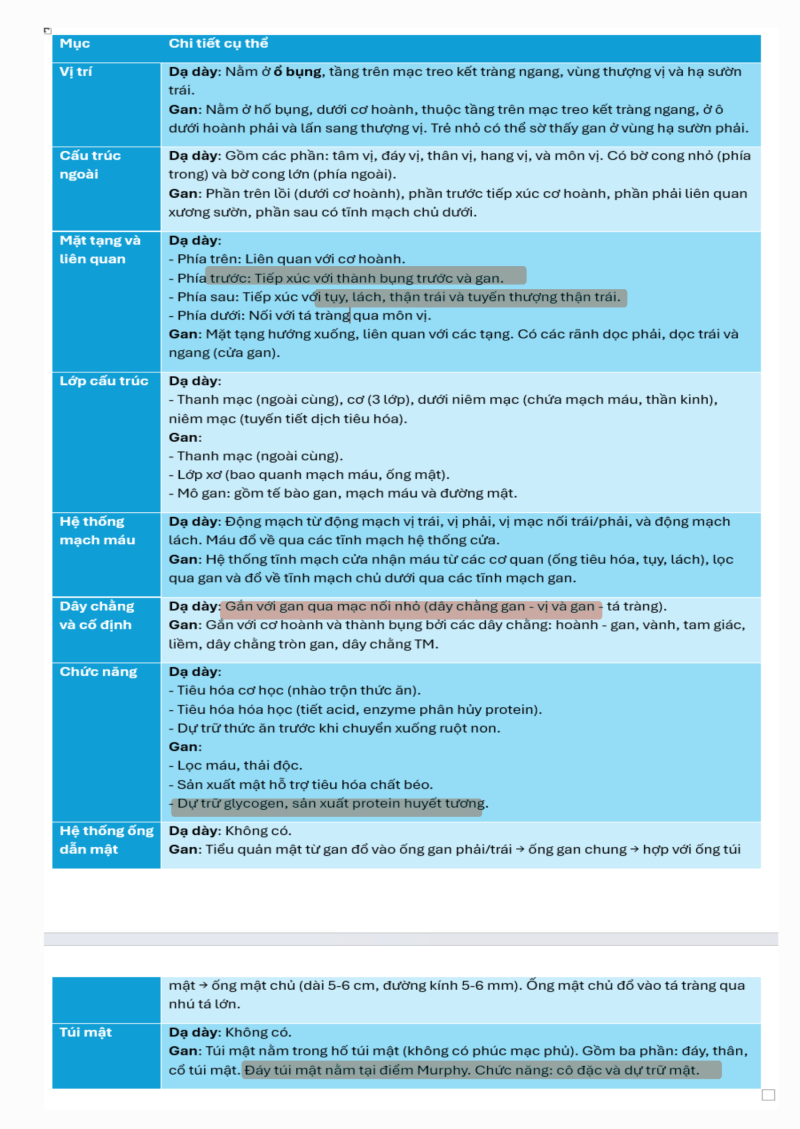 Mục Chi tiết cụ thể
Vị trí Dạ dày: Nằm ở ổ bụng, tầng trên mạc treo kết tràng ngang, vùng thượng vị và hạ sườn
trái.
Gan: Nằm ở hố bụng, dưới cơ hoành, thuộc tầng trên mạc treo kết tràng ngang, ở ô
dưới hoành phải và lấn sang thượng vị. Trẻ nhỏ có thể sờ thấy gan ở vùng hạ sườn phải.
Cấu trúc Dạ dày: Gồm các phần: tâm vị, đáy vị, thân vị, hang vị, và môn vị. Có bờ cong nhỏ (phía
ngoài trong) và bờ cong lớn (phía ngoài).
Gan: Phần trên lồi (dưới cơ hoành), phần trước tiếp xúc cơ hoành, phần phải liên quan
xương sườn, phần sau có tĩnh mạch chủ dưới.
Mặt tạng và Dạ dày:
liên quan - Phía trên: Liên quan với cơ hoành.
- Phía trước: Tiếp xúc với thành bụng trước và gan.
- Phía sau: Tiếp xúc với tụy, lách, thận trái và tuyến thượng thận trái.
- Phía dưới: Nối với tá tràng qua môn vị.
Gan: Mặt tạng hướng xuống, liên quan với các tạng. Có các rãnh dọc phải, dọc trái và
ngang (cửa gan).
Lớp cấu trúc Dạ dày:
- Thanh mạc (ngoài cùng), cơ (3 lớp), dưới niêm mạc (chứa mạch máu, thần kinh),
niêm mạc (tuyến tiết dịch tiêu hóa).
Gan:
- Thanh mạc (ngoài cùng).
- Lớp xơ (bao quanh mạch máu, ống mật).
- Mô gan: gồm tế bào gan, mạch máu và đường mật.
Hệ thống Dạ dày: Động mạch từ động mạch vị trái, vị phải, vị mạc nối trái/phải, và động mạch
mạch máu lách. Máu đổ về qua các tĩnh mạch hệ thống cửa.
Gan: Hệ thống tĩnh mạch cửa nhận máu từ các cơ quan (ống tiêu hóa, tụy, lách), lọc
qua gan và đổ về tĩnh mạch chủ dưới qua các tĩnh mạch gan.
Dây chằng Dạ dày: Gắn với gan qua mạc nối nhỏ (dây chằng gan - vị và gan - tá tràng).
và cố định Gan: Gắn với cơ hoành và thành bụng bởi các dây chằng: hoành - gan, vành, tam giác,
liềm, dây chằng tròn gan, dây chằng TM.
Chức năng Dạ dày:
- Tiêu hóa cơ học (nhào trộn thức ăn).
- Tiêu hóa hóa học (tiết acid, enzyme phân hủy protein).
- Dự trữ thức ăn trước khi chuyển xuống ruột non.
Gan:
- Lọc máu, thải độc.
- Sản xuất mật hỗ trợ tiêu hóa chất béo.
- Dự trữ glycogen, sản xuất protein huyết tương.
Hệ thống ống Dạ dày: Không có.
dẫn mật Gan: Tiểu quản mật từ gan đổ vào ống gan phải/trái → ống gan chung → hợp với ống túi
mật → ống mật chủ (dài 5-6 cm, đường kính 5-6 mm). Ống mật chủ đổ vào tá tràng qua
nhú tá lớn.
Túi mật Dạ dày: Không có.
Gan: Túi mật nằm trong hố túi mật (không có phúc mạc phủ). Gồm ba phần: đáy, thân,
cổ túi mật. Đáy túi mật nằm tại điểm Murphy. Chức năng: cô đặc và dự trữ mật.